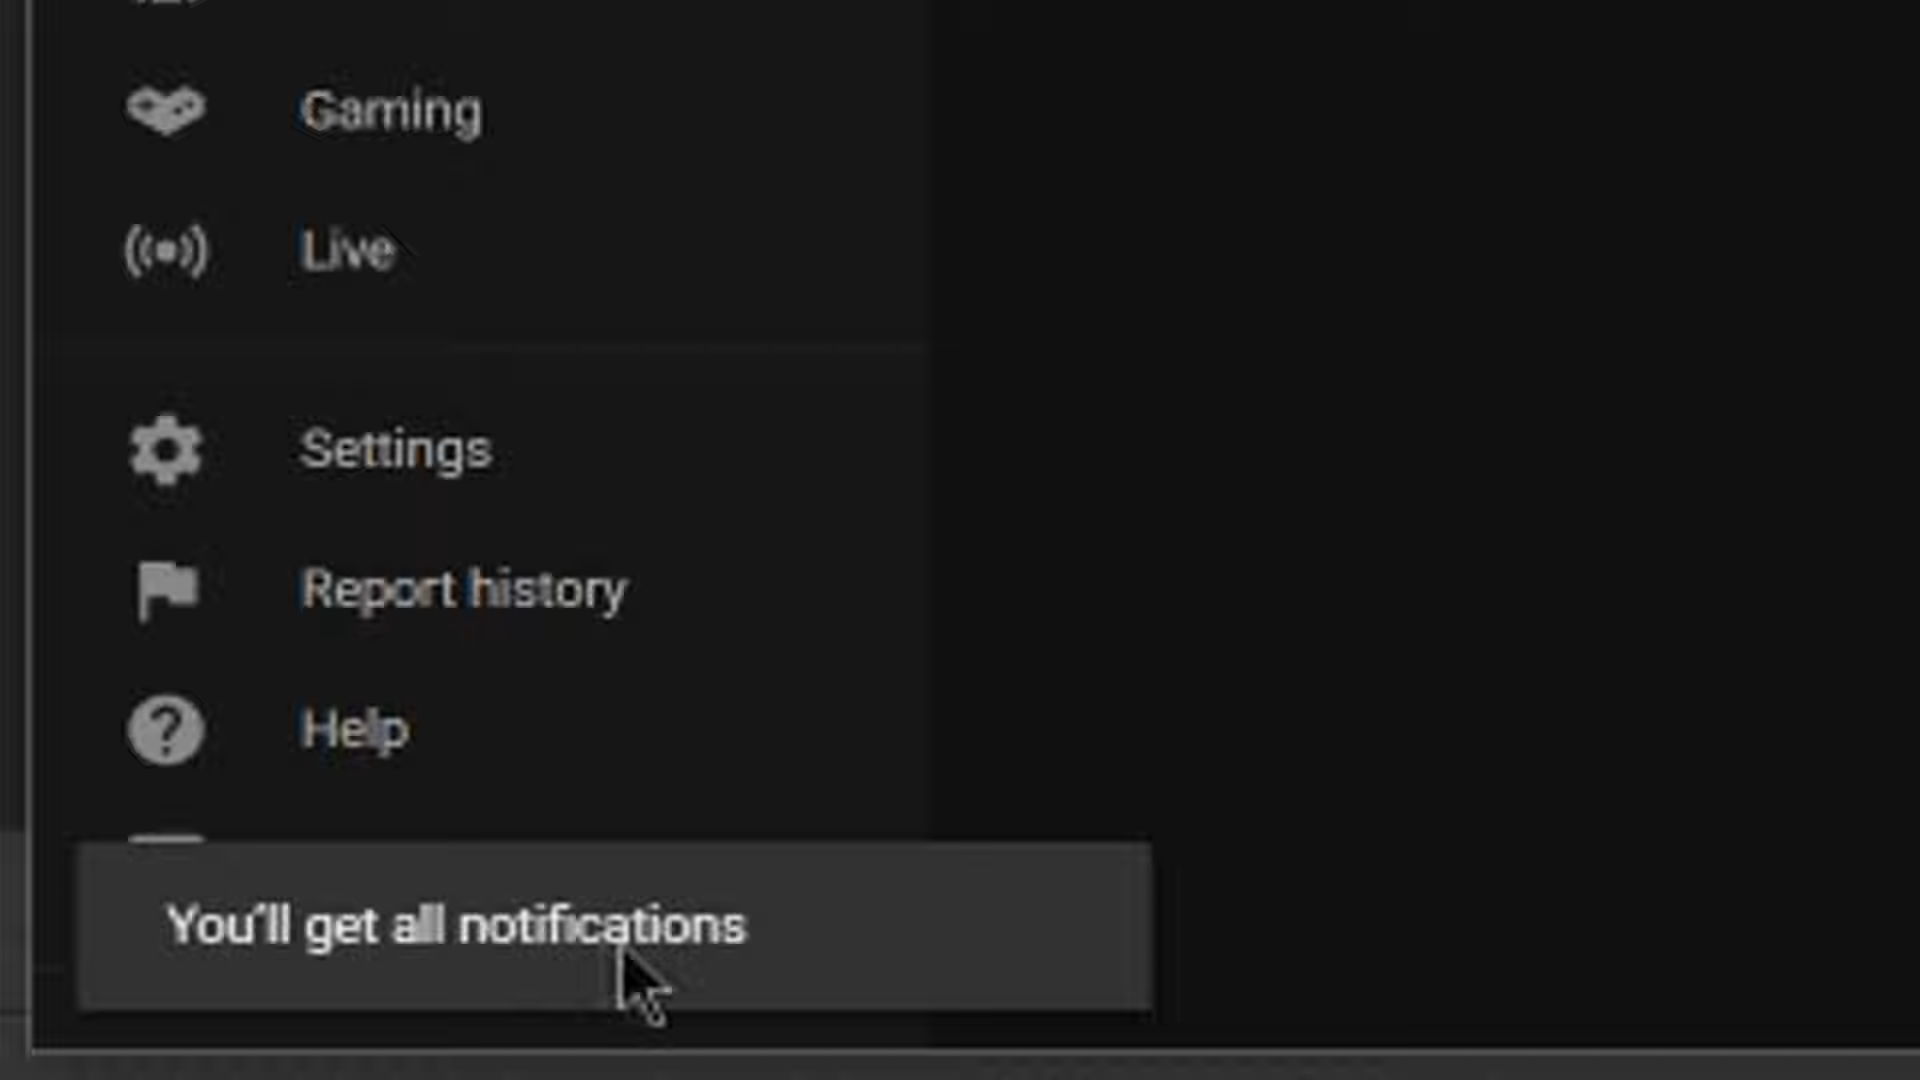 Gaming
Live
Settings
Report history
Help
You'll get all notifications